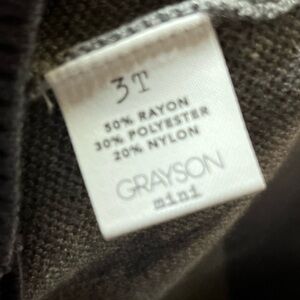 3T
50% RAYON
30% POLYESTER
20% NYLON
GRAYSON
mini